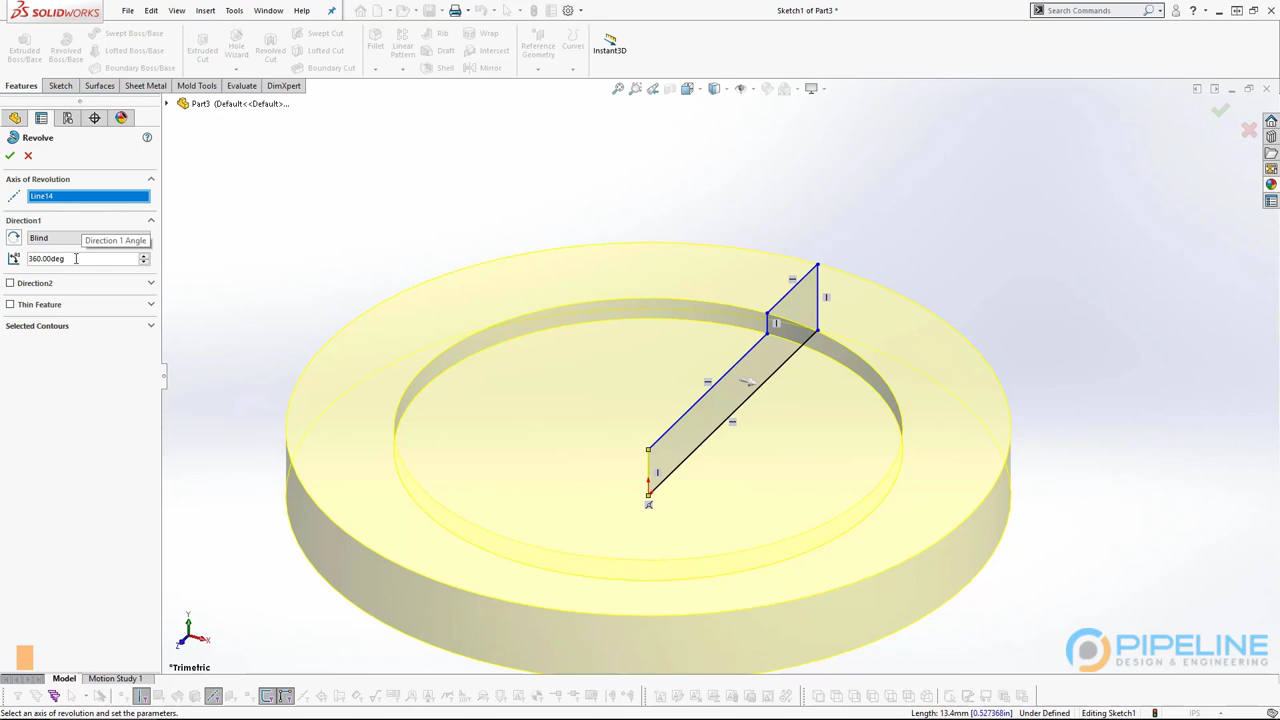 SOLIDWORKS
File Edit View Insert Tools Window Help
Sketch1 of Part3 *
Search Commands
Extruded Boss/Base
Revolved Boss/Base
Swept Boss/Base
Lofted Boss/Base
Boundary Boss/Base
Extruded Cut
Hole Wizard
Revolved Cut
Swept Cut
Lofted Cut
Boundary Cut
Fillet
Linear Pattern
Rib
Draft
Shell
Wrap
Intersect
Mirror
Reference Geometry
Curves
Instant3D
Features Sketch Surfaces Sheet Metal Mold Tools Evaluate DimXpert
Part3 (Default<<Default>...
Revolve
Axis of Revolution
Line14
Direction1
Blind
Direction 1 Angle
360.00deg
Direction2
Thin Feature
Selected Contours
Y
X
Z
*Trimetric
PIPELINE
DESIGN & ENGINEERING
Model Motion Study 1
Select an axis of revolution and set the parameters.
Length: 13.4mm [0.527368in] Under Defined Editing Sketch1 IPS